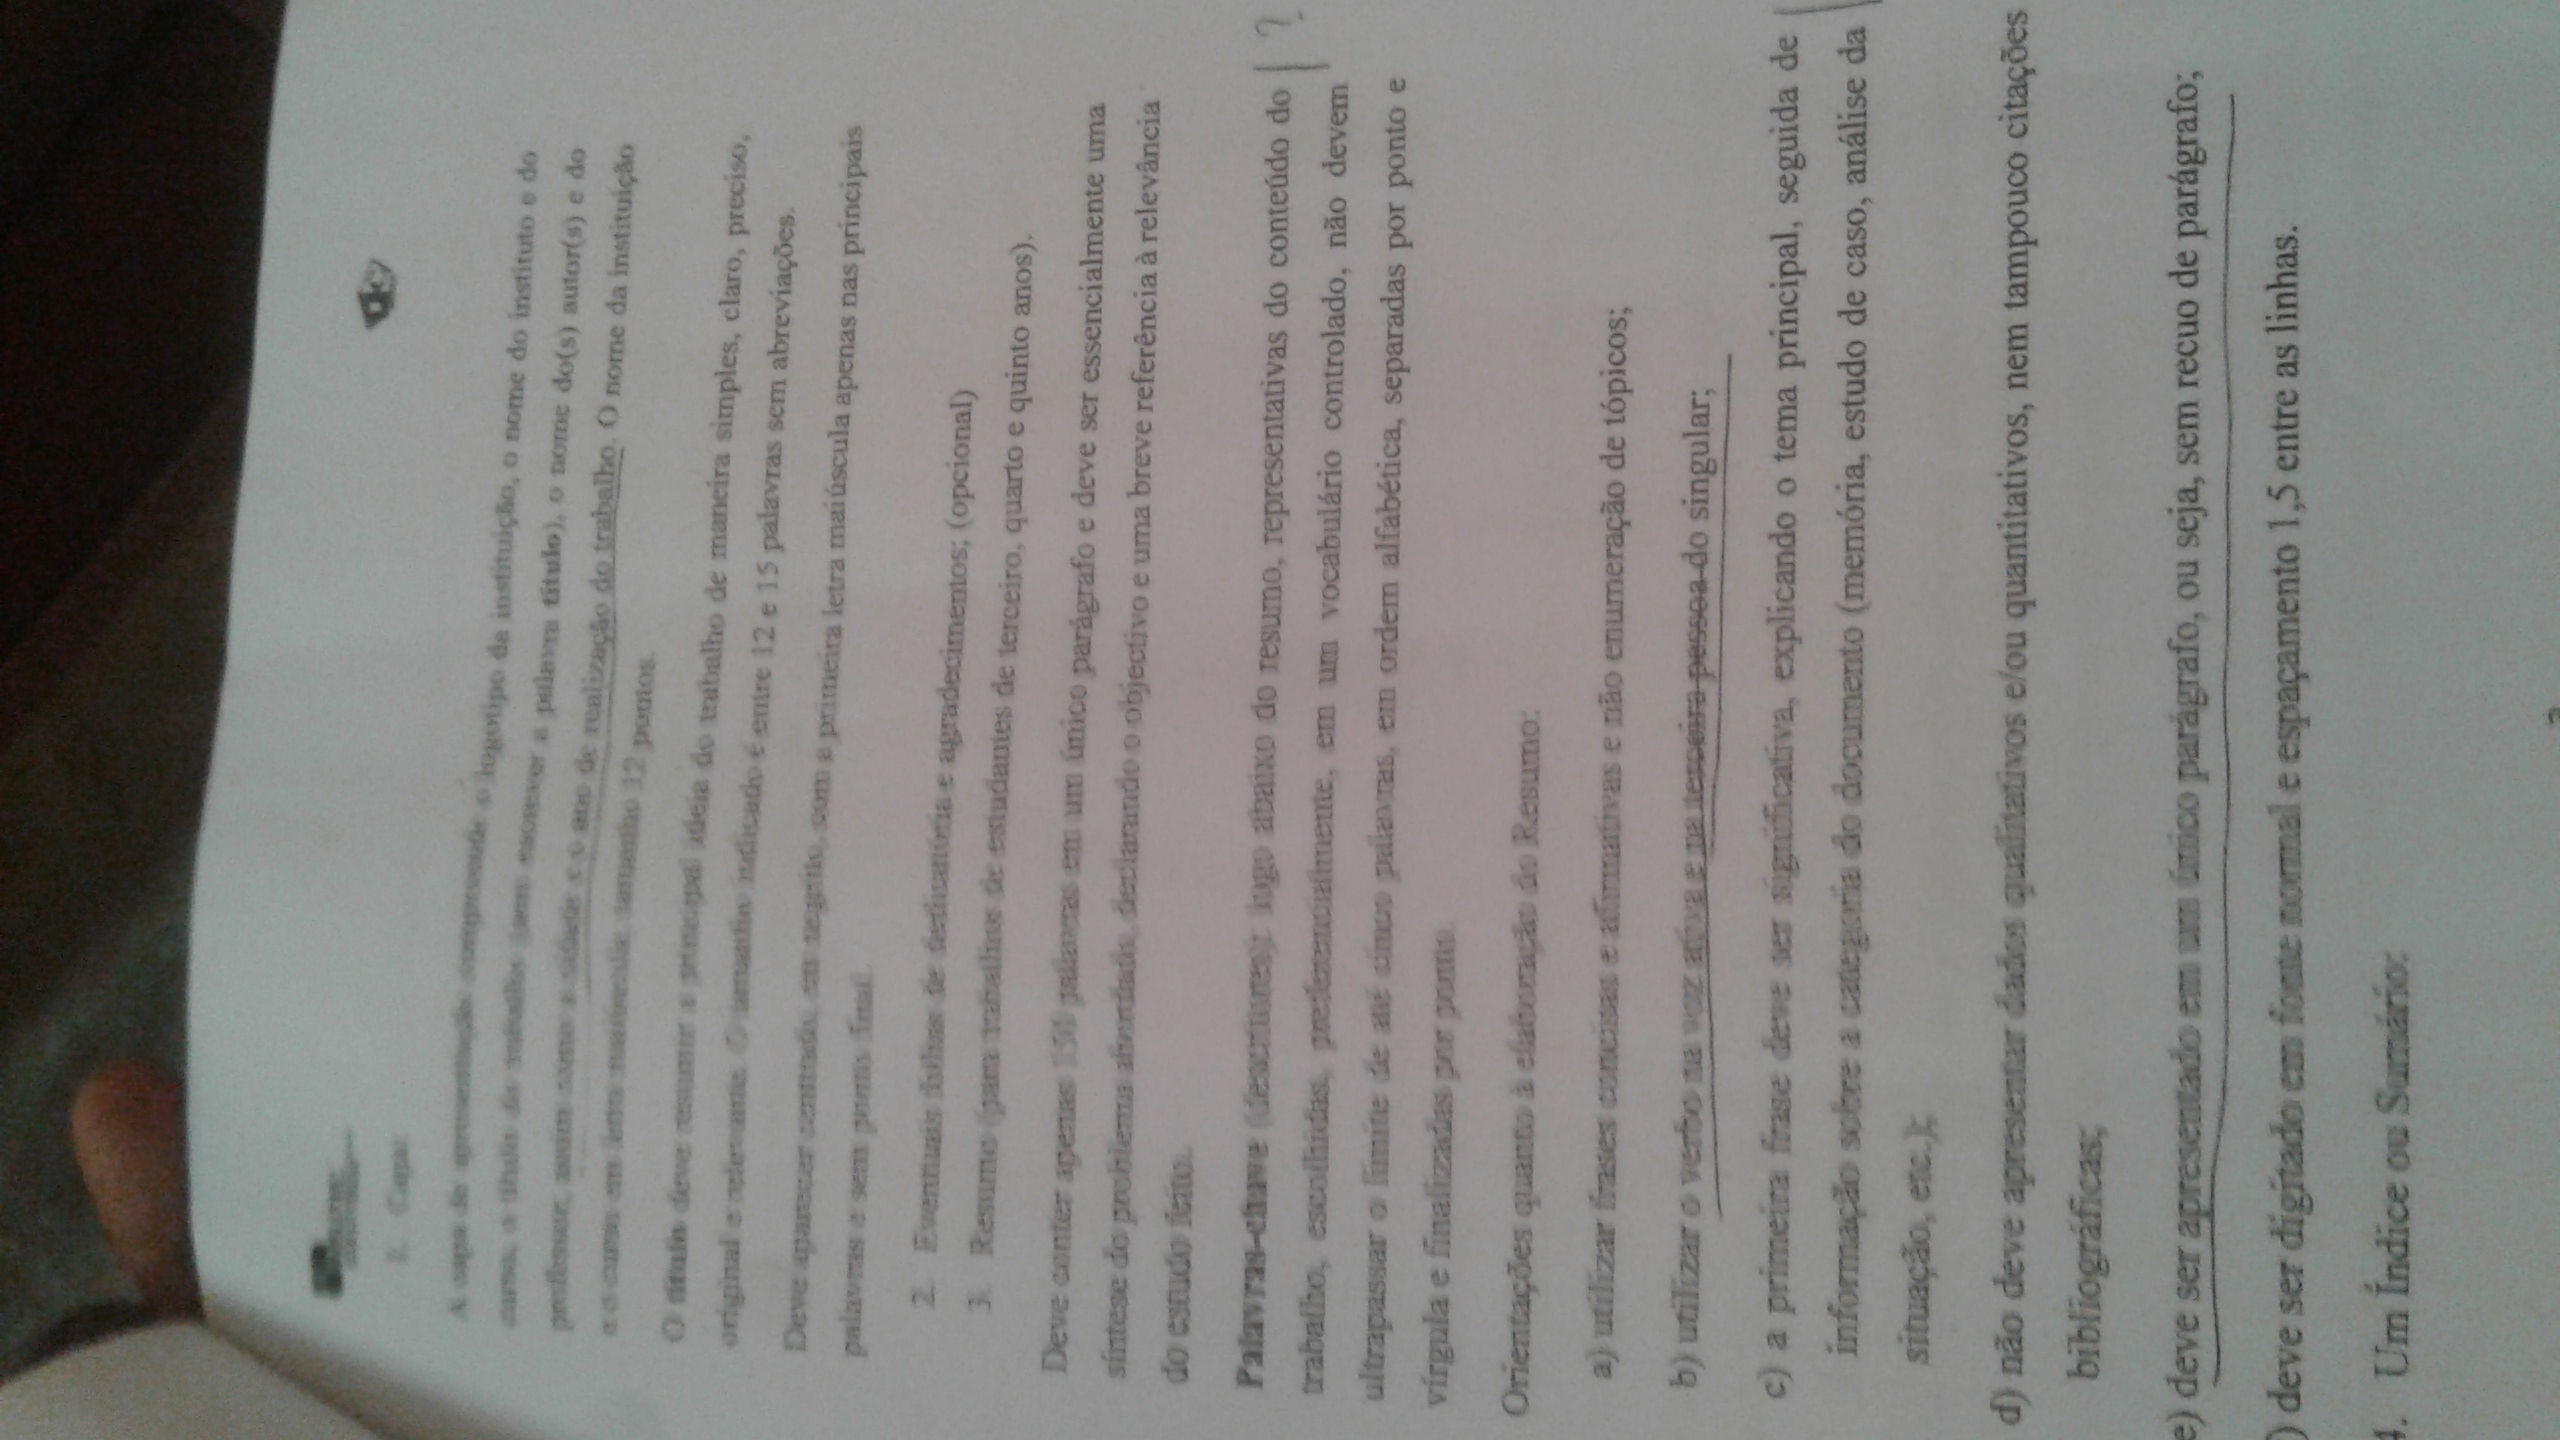 1. Capa:
A capa de apresentação compreende o logotipo da instituição, o nome do instituto e do
curso, o título do trabalho (sem escrever a palavra título), o nome do(s) autor(s) e do
professor, assim como a cidade e o ano de realização do trabalho. O nome da instituição
e o curso em letra maiúscula, tamanho 12 pontos.
O título deve resumir a principal ideia do trabalho de maneira simples, claro, preciso,
original e relevante. O tamanho indicado é entre 12 e 15 palavras sem abreviações.
Deve aparecer centrado, em negrito, com a primeira letra maiúscula apenas nas principais
palavras e sem ponto final.
2. Eventuais folhas de dedicatória e agradecimentos; (opcional)
3. Resumo (para trabalhos de estudantes de terceiro, quarto e quinto anos).
Deve conter apenas 150 palavras em um único parágrafo e deve ser essencialmente uma
síntese do problema abordado, declarando o objectivo e uma breve referência à relevância
do estudo feito.
Palavras-chave (descritores): logo abaixo do resumo, representativas do conteúdo do ?
trabalho, escolhidas, preferencialmente, em um vocabulário controlado, não devem
ultrapassar o limite de até cinco palavras, em ordem alfabética, separadas por ponto e
vírgula e finalizadas por ponto.
Orientações quanto à elaboração do Resumo:
a) utilizar frases concisas e afirmativas e não enumeração de tópicos;
b) utilizar o verbo na voz ativa e na terceira pessoa do singular;
c) a primeira frase deve ser significativa, explicando o tema principal, seguida de
informação sobre a categoria do documento (memória, estudo de caso, análise da
situação, etc.);
d) não deve apresentar dados qualitativos e/ou quantitativos, nem tampouco citações
bibliográficas;
e) deve ser apresentado em um único parágrafo, ou seja, sem recuo de parágrafo;
) deve ser digitado em fonte normal e espaçamento 1,5 entre as linhas.
4. Um Índice ou Sumário: